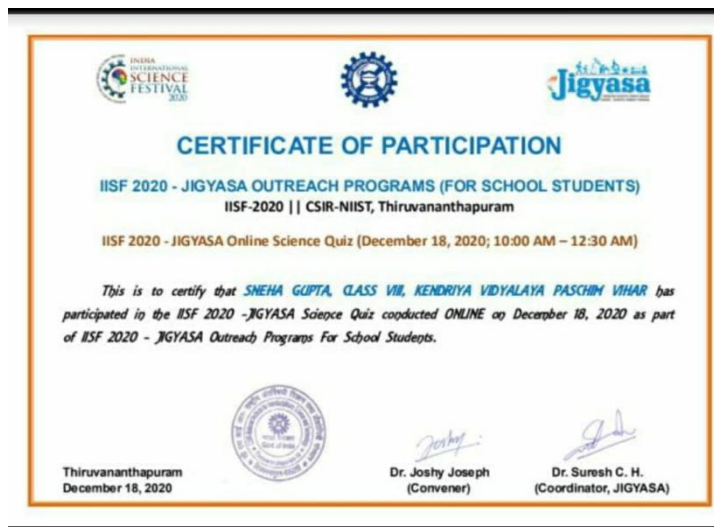 INDIA
INTERNATIONAL
SCIENCE
FESTIVAL
2020
Jigyasa
CERTIFICATE OF PARTICIPATION
IISF 2020 - JIGYASA OUTREACH PROGRAMS (FOR SCHOOL STUDENTS)
IISF-2020 || CSIR-NIIST, Thiruvananthapuram
IISF 2020 - JIGYASA Online Science Quiz (December 18, 2020; 10:00 AM – 12:30 AM)
This is to certify that SNEHA GUPTA, CLASS VIII, KENDRIYA VIDYALAYA PASCHIM VIHAR has
participated in the IISF 2020 -JIGYASA Science Quiz conducted ONLINE on December 18, 2020 as part
of IISF 2020 - JIGYASA Outreach Programs For School Students.
Joshy
Thiruvananthapuram
December 18, 2020
Dr. Joshy Joseph
(Convener)
Dr. Suresh C. H.
(Coordinator, JIGYASA)